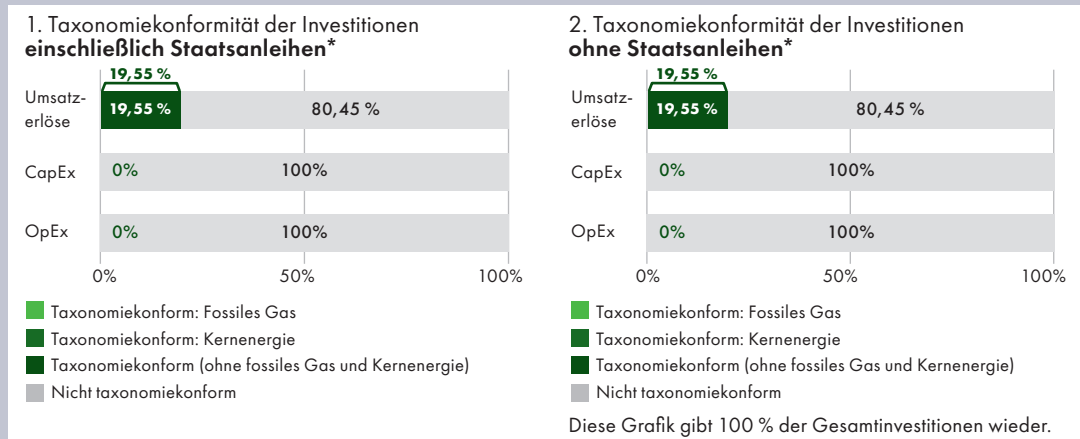 1. Taxonomiekonformität der Investitionen
einschließlich Staatsanleihen*
19,55 %
Umsatz-
erlöse
19,55 %
80,45 %
CapEx
0%
100%
OpEx
0%
100%
0%
50%
100%
Taxonomiekonform: Fossiles Gas
Taxonomiekonform: Kernenergie
Taxonomiekonform (ohne fossiles Gas und Kernenergie)
Nicht taxonomiekonform
2. Taxonomiekonformität der Investitionen
ohne Staatsanleihen*
19,55 %
Umsatz-
erlöse
19,55 %
80,45 %
CapEx
0%
100%
OpEx
0%
100%
0%
50%
100%
Taxonomiekonform: Fossiles Gas
Taxonomiekonform: Kernenergie
Taxonomiekonform (ohne fossiles Gas und Kernenergie)
Nicht taxonomiekonform
Diese Grafik gibt 100 % der Gesamtinvestitionen wieder.